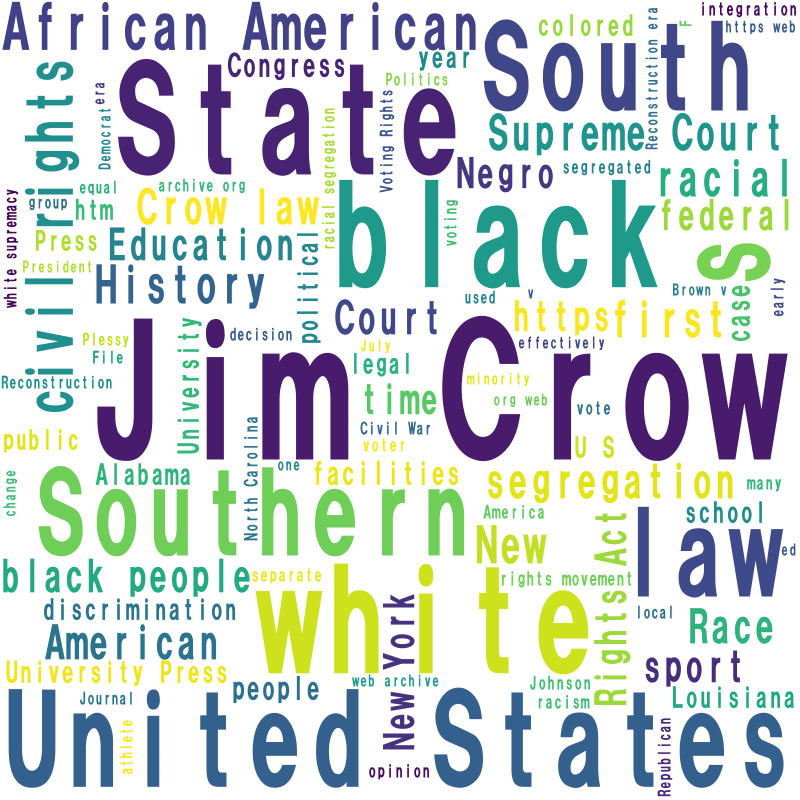 African American
State
Congress
year
Politics
South
colored
F
integration
https web
Reconstruction era
Democrat
era
civil rights
Voting Rights
Supreme Court
Negro
segregated
racial
federal
equal
archive org
group
htm
white supremacy
Crow law
racial segregation
black
voting
S
Press
Education
President
History
political
used
v
Brown v
case
early
Court
https
first
effectively
Plessy
File
University
decision
July
legal
Jim Crow
Reconstruction
time
minority
org web
vote
Civil War
public
voter
U S
North Carolina
one
Alabama
facilities
segregation
many
change
Southern
America
Rights Act
school
New
law
ed
black people
separate
white
rights movement
discrimination
local
American
New York
Race
University Press
sport
people
web archive
Johnson
racism
Louisiana
Journal
United States
athlete
opinion
Republican